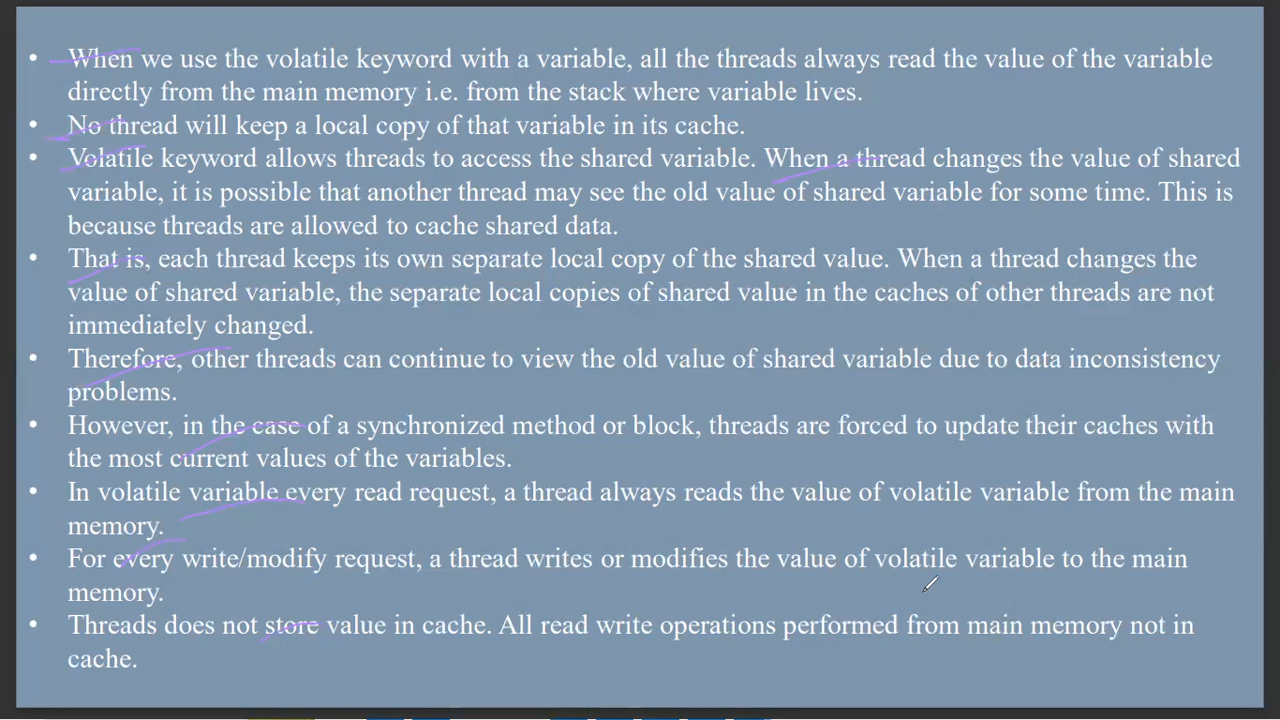 • When we use the volatile keyword with a variable, all the threads always read the value of the variable
directly from the main memory i.e. from the stack where variable lives.
• No thread will keep a local copy of that variable in its cache.
• Volatile keyword allows threads to access the shared variable. When a thread changes the value of shared
variable, it is possible that another thread may see the old value of shared variable for some time. This is
because threads are allowed to cache shared data.
• That is, each thread keeps its own separate local copy of the shared value. When a thread changes the
value of shared variable, the separate local copies of shared value in the caches of other threads are not
immediately changed.
• Therefore, other threads can continue to view the old value of shared variable due to data inconsistency
problems.
• However, in the case of a synchronized method or block, threads are forced to update their caches with
the most current values of the variables.
• In volatile variable every read request, a thread always reads the value of volatile variable from the main
memory.
• For every write/modify request, a thread writes or modifies the value of volatile variable to the main
memory.
• Threads does not store value in cache. All read write operations performed from main memory not in
cache.